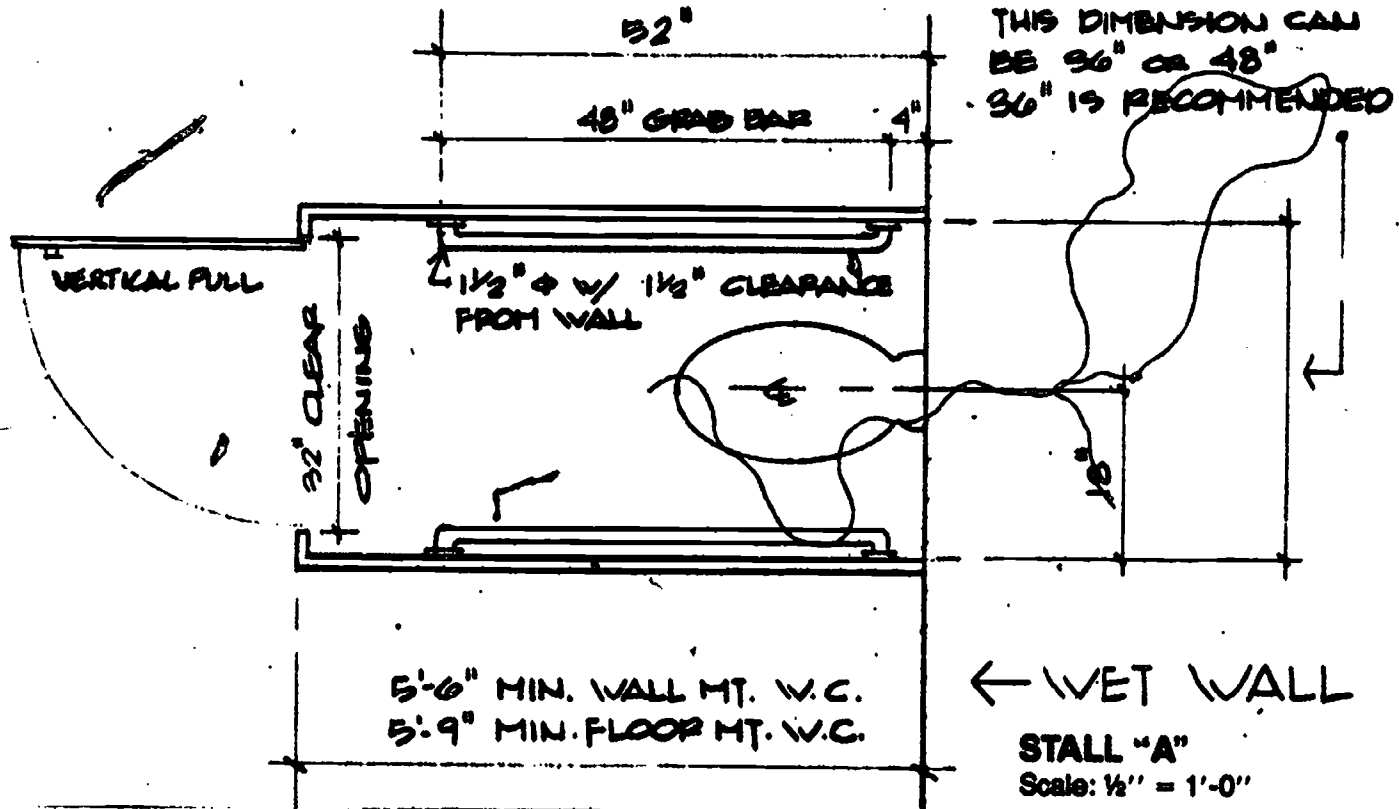 52"
THIS DIMENSION CAN
BE 36" OR 48"
36" IS RECOMMENDED
48" GRAB BAR
4"
VERTICAL PULL
1½" Φ W/ 1½" CLEARANCE
FROM WALL
32" CLEAR
OPENING
℄
18"
5'-6" MIN. WALL MT. W.C.
5'-9" MIN. FLOOR MT. W.C.
← WET WALL
STALL "A"
Scale: ½'' = 1'-0''